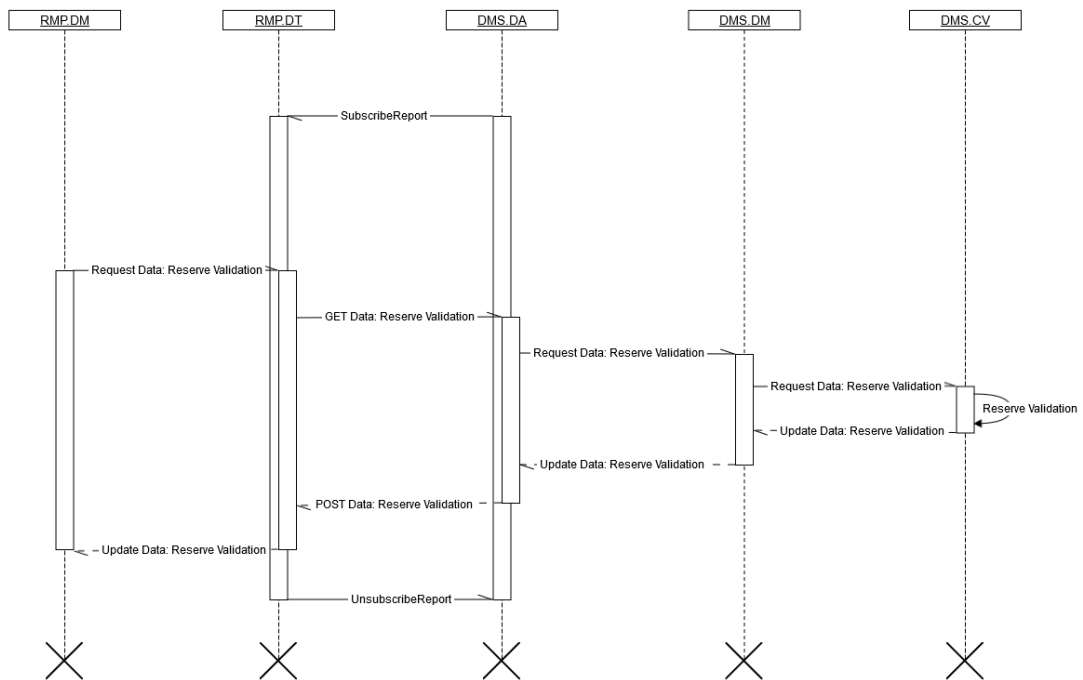 RMP.DM
RMP.DT
DMS.DA
DMS.DM
DMS.CV
SubscribeReport
Request Data: Reserve Validation
GET Data: Reserve Validation
Request Data: Reserve Validation
Request Data: Reserve Validation
Reserve Validation
Update Data: Reserve Validation
Update Data: Reserve Validation
POST Data: Reserve Validation
Update Data: Reserve Validation
UnsubscribeReport